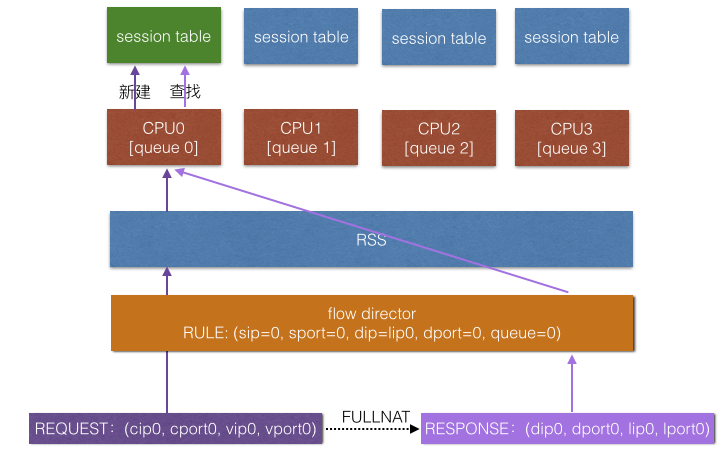 session table
session table
session table
session table
新建
查找
CPU0
[queue 0]
CPU1
[queue 1]
CPU2
[queue 2]
CPU3
[queue 3]
RSS
flow director
RULE: (sip=0, sport=0, dip=lip0, dport=0, queue=0)
REQUEST：(cip0, cport0, vip0, vport0)
FULLNAT
RESPONSE：(dip0, dport0, lip0, lport0)